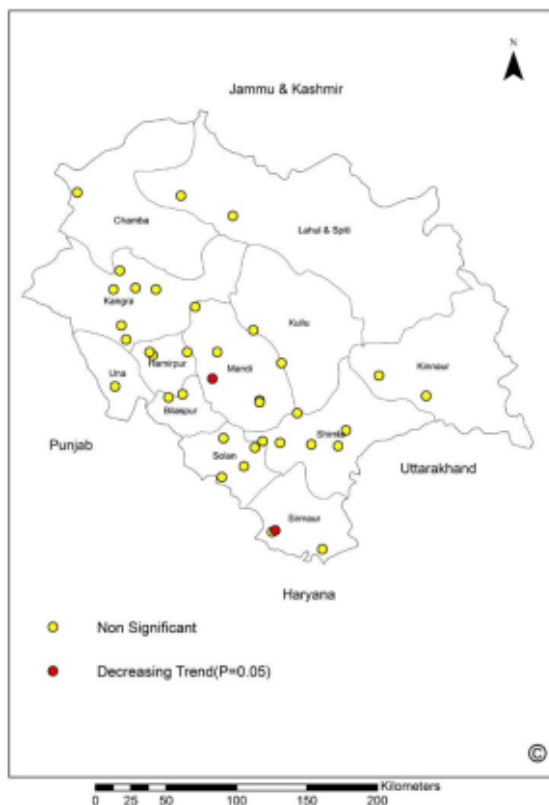 N
Jammu & Kashmir
Chamba
Lahul & Spiti
Kangra
Kullu
Hamirpur
Mandi
Kinnaur
Una
Bilaspur
Punjab
Shimla
Solan
Uttarakhand
Sirmaur
Haryana
Non Significant
Decreasing Trend(P=0.05)
©
Kilometers
0 25 50 100 150 200